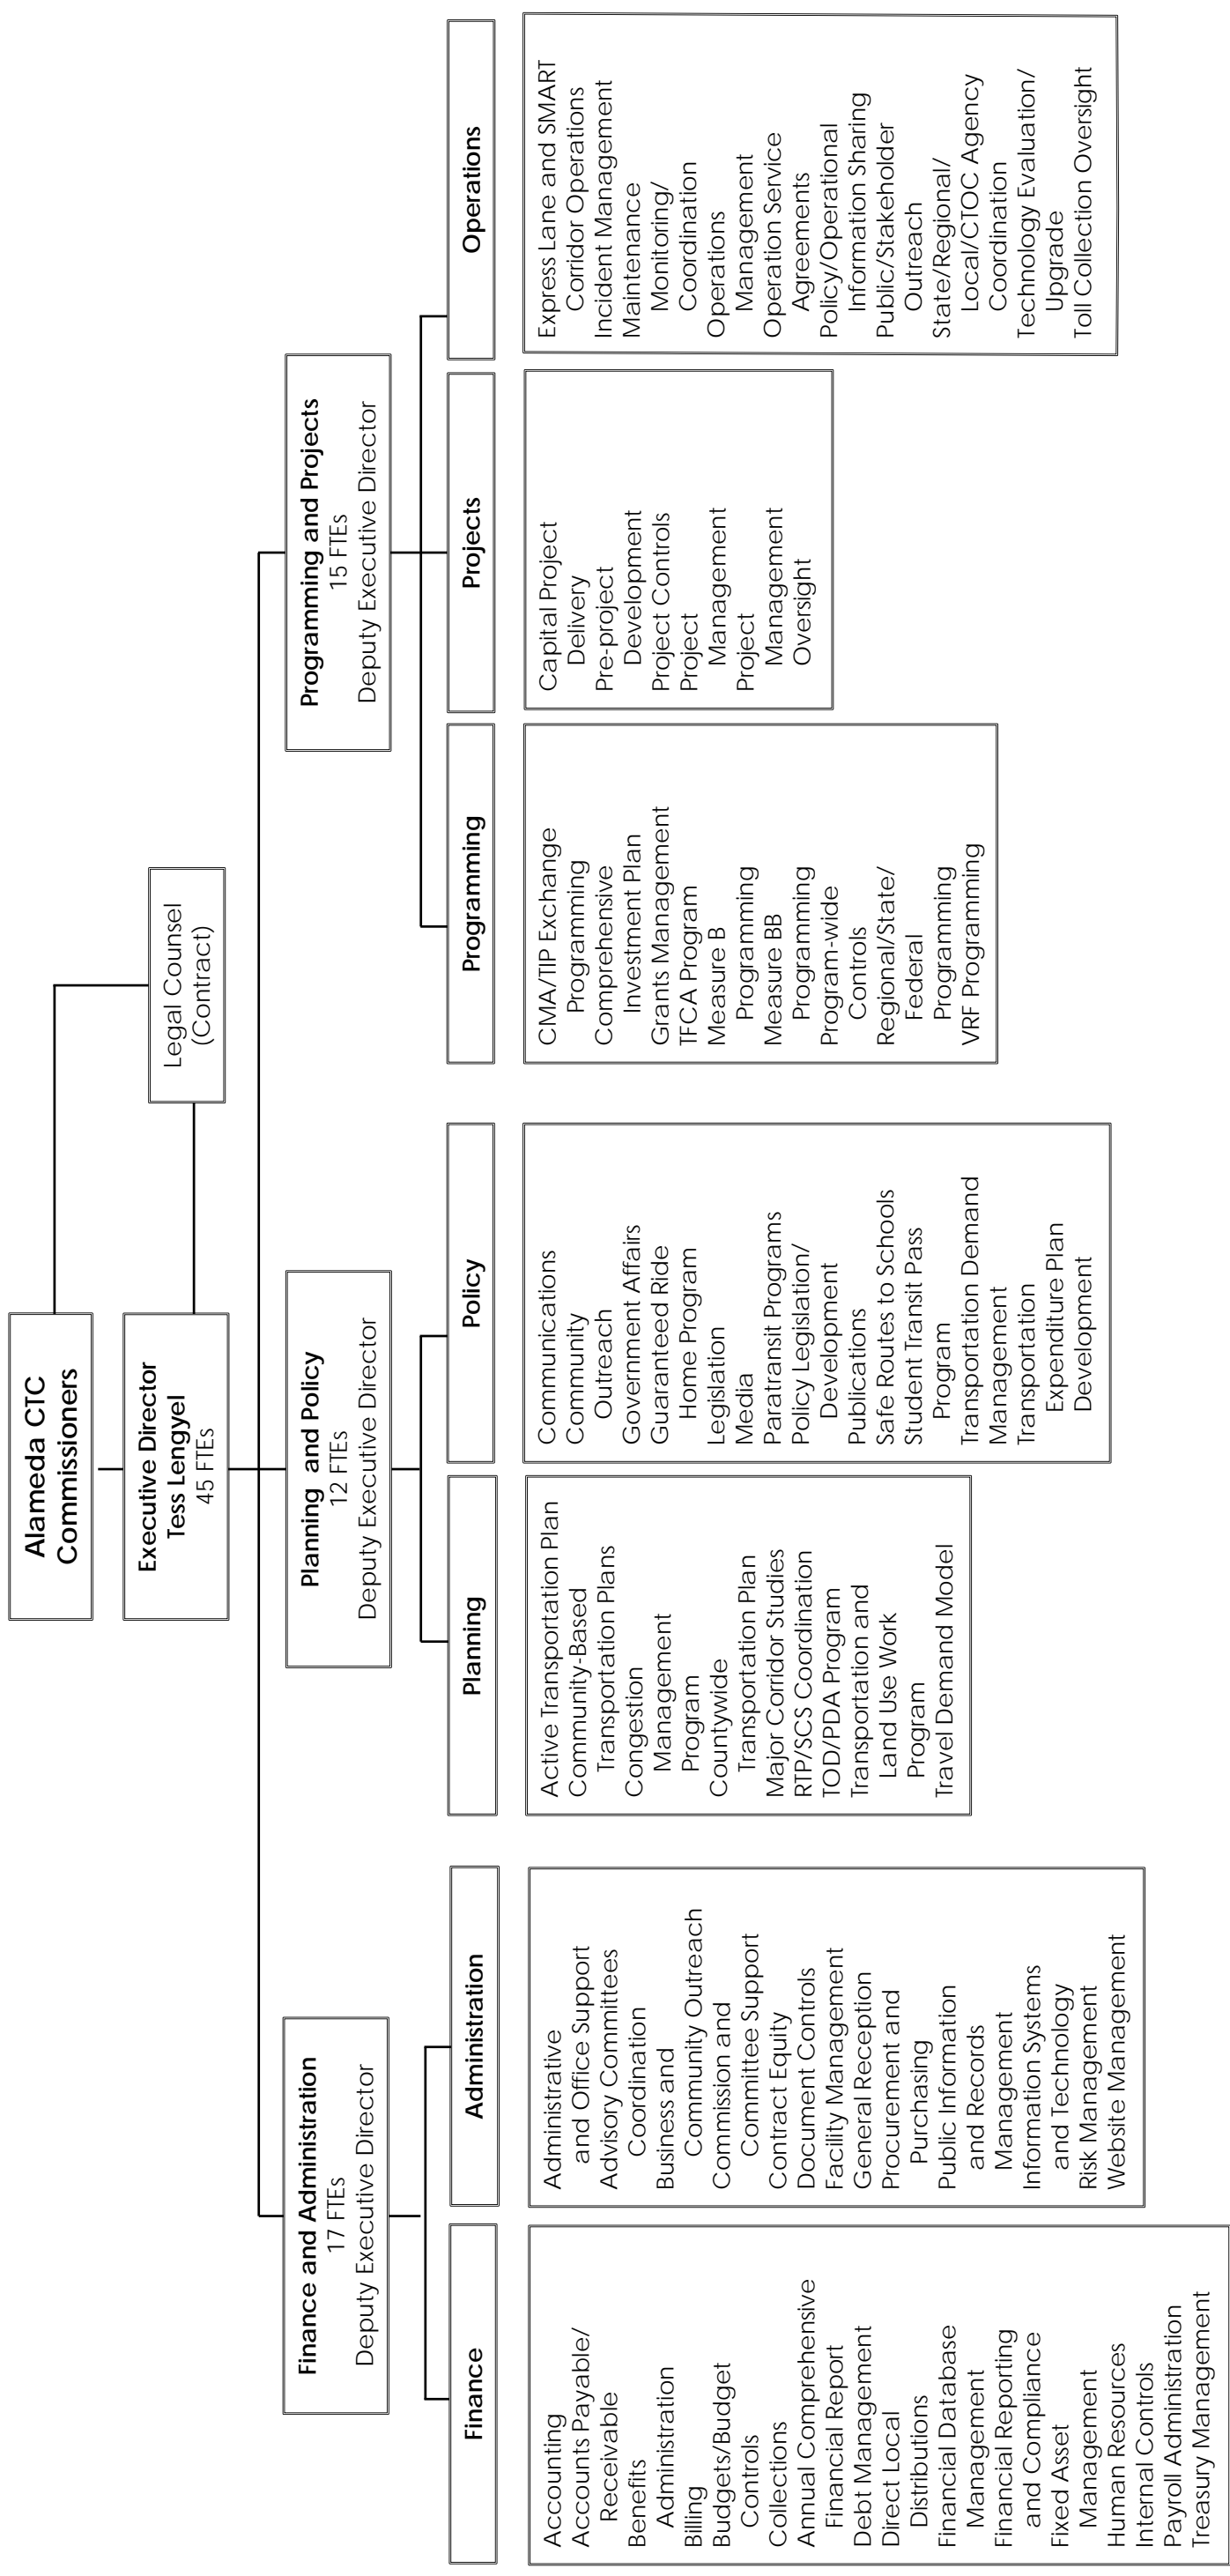 Alameda CTC
Commissioners
Executive Director
Tess Lengyel
45 FTEs
Legal Counsel
(Contract)
Finance and Administration
17 FTEs
Deputy Executive Director
Planning and Policy
12 FTEs
Deputy Executive Director
Programming and Projects
15 FTEs
Deputy Executive Director
Finance
Accounting
Accounts Payable/
Receivable
Benefits
Administration
Billing
Budgets/Budget
Controls
Collections
Annual Comprehensive
Financial Report
Debt Management
Direct Local
Distributions
Financial Database
Management
Financial Reporting
and Compliance
Fixed Asset
Management
Human Resources
Internal Controls
Payroll Administration
Treasury Management
Administration
Administrative
and Office Support
Advisory Committees
Coordination
Business and
Community Outreach
Commission and
Committee Support
Contract Equity
Document Controls
Facility Management
General Reception
Procurement and
Purchasing
Public Information
and Records
Management
Information Systems
and Technology
Risk Management
Website Management
Planning
Active Transportation Plan
Community-Based
Transportation Plans
Congestion
Management
Program
Countywide
Transportation Plan
Major Corridor Studies
RTP/SCS Coordination
TOD/PDA Program
Transportation and
Land Use Work
Program
Travel Demand Model
Policy
Communications
Community
Outreach
Government Affairs
Guaranteed Ride
Home Program
Legislation
Media
Paratransit Programs
Policy Legislation/
Development
Publications
Safe Routes to Schools
Student Transit Pass
Program
Transportation Demand
Management
Transportation
Expenditure Plan
Development
Programming
CMA/TIP Exchange
Programming
Comprehensive
Investment Plan
Grants Management
TFCA Program
Measure B
Programming
Measure BB
Programming
Program-wide
Controls
Regional/State/
Federal
Programming
VRF Programming
Projects
Capital Project
Delivery
Pre-project
Development
Project Controls
Project
Management
Project
Management
Oversight
Operations
Express Lane and SMART
Corridor Operations
Incident Management
Maintenance
Monitoring/
Coordination
Operations
Management
Operation Service
Agreements
Policy/Operational
Information Sharing
Public/Stakeholder
Outreach
State/Regional/
Local/CTOC Agency
Coordination
Technology Evaluation/
Upgrade
Toll Collection Oversight